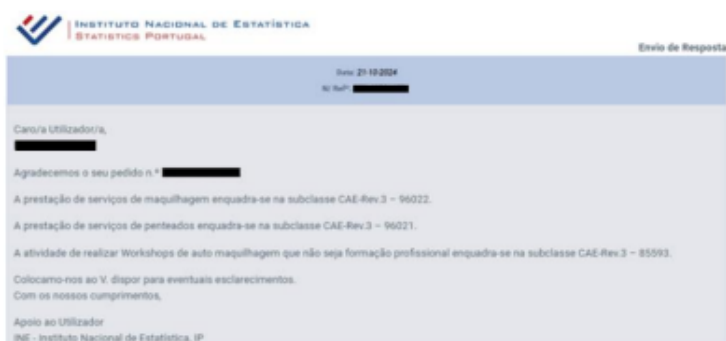 INSTITUTO NACIONAL DE ESTATÍSTICA
STATISTICS PORTUGAL
Envio de Resposta
Data: 21-10-2024
N/ Refª:
Caro/a Utilizador/a,
Agradecemos o seu pedido n.º
A prestação de serviços de maquilhagem enquadra-se na subclasse CAE-Rev.3 – 96022.
A prestação de serviços de penteados enquadra-se na subclasse CAE-Rev.3 – 96021.
A atividade de realizar Workshops de auto maquilhagem que não seja formação profissional enquadra-se na subclasse CAE-Rev.3 – 85593.
Colocamo-nos ao V. dispor para eventuais esclarecimentos.
Com os nossos cumprimentos,
Apoio ao Utilizador
INE - Instituto Nacional de Estatística, IP